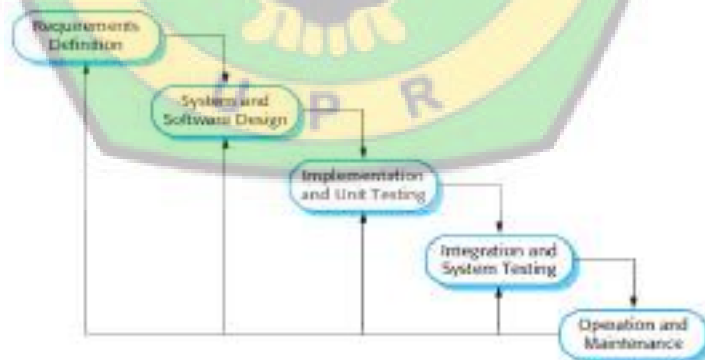 Requirements
Definition
System and
Software Design
U P R
Implementation
and Unit Testing
Integration and
System Testing
Operation and
Maintenance